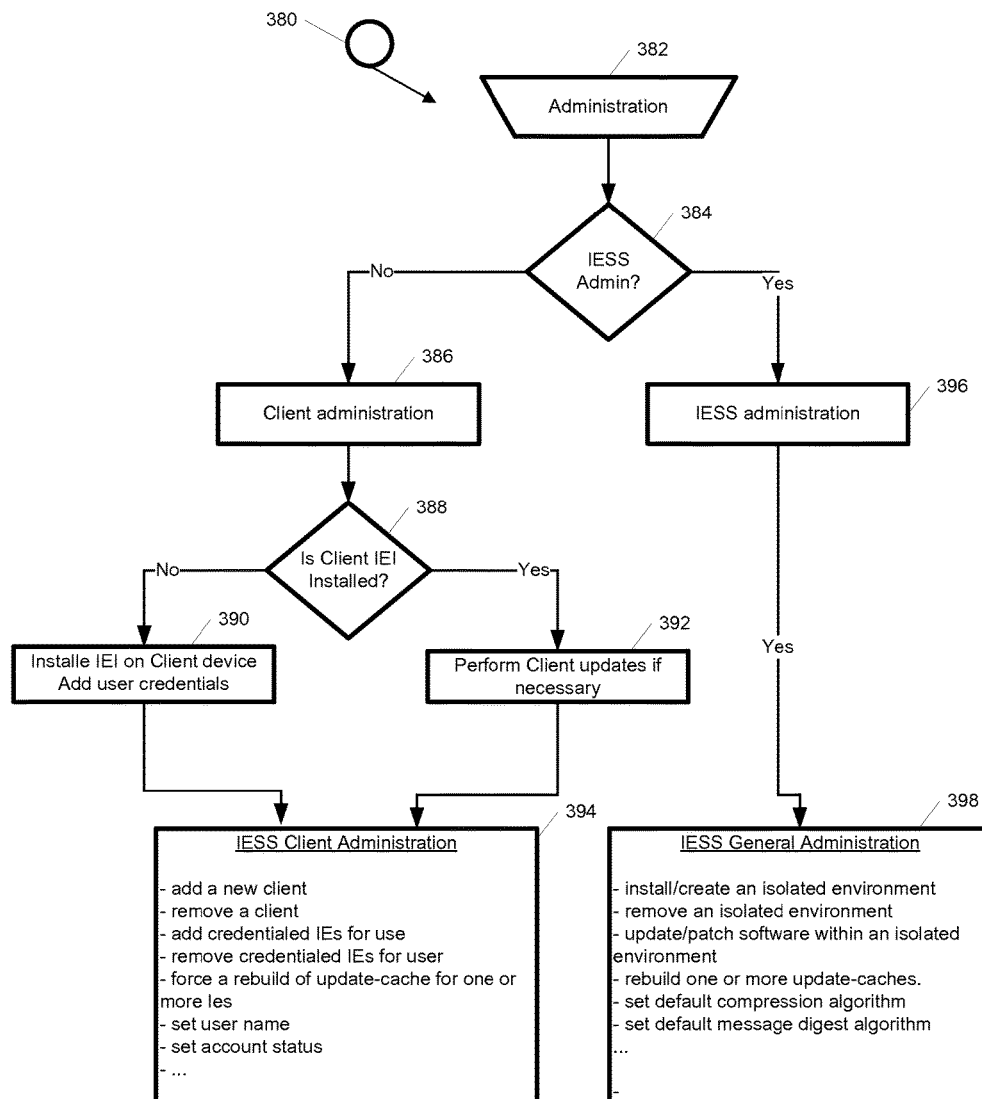 380
382
Administration
384
IESS
Admin?
No
Yes
386
Client administration
396
IESS administration
388
Is Client IEI
Installed?
No
Yes
390
Installe IEI on Client device
Add user credentials
392
Perform Client updates if
necessary
Yes
394
IESS Client Administration
- add a new client
- remove a client
- add credentialed IEs for use
- remove credentialed IEs for user
- force a rebuild of update-cache for one or
more Ies
- set user name
- set account status
- ...
398
IESS General Administration
- install/create an isolated environment
- remove an isolated environment
- update/patch software within an isolated
environment
- rebuild one or more update-caches.
- set default compression algorithm
- set default message digest algorithm
...
-